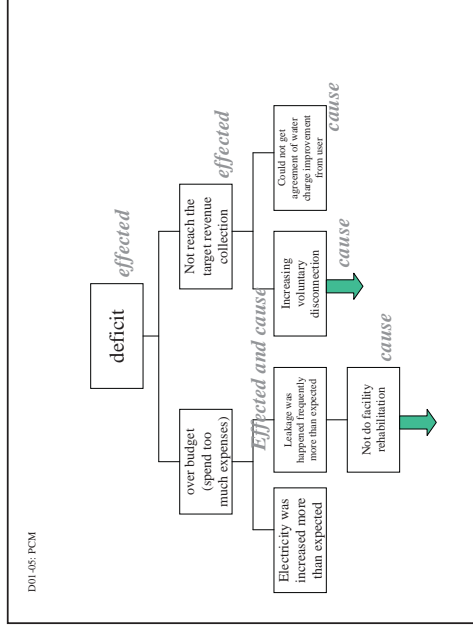 D01-05: PCM
deficit
effected
over budget
(spend too
much expenses)
Not reach the
target revenue
collection
effected
Effected and cause
Electricity was
increased more
than expected
Leakage was
happened frequently
more than expected
Increasing
voluntary
disconnection
cause
Could not get
agreement of water
charge improvement
from user
cause
Not do facility
rehabilitation
cause